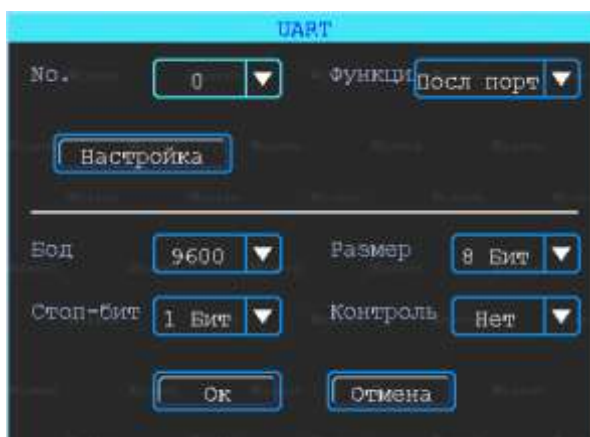 UART
No. 0 Функци Посл порт
Настройка
Бод 9600 Размер 8 Бит
Стоп-бит 1 Бит Контроль Нет
Ок Отмена